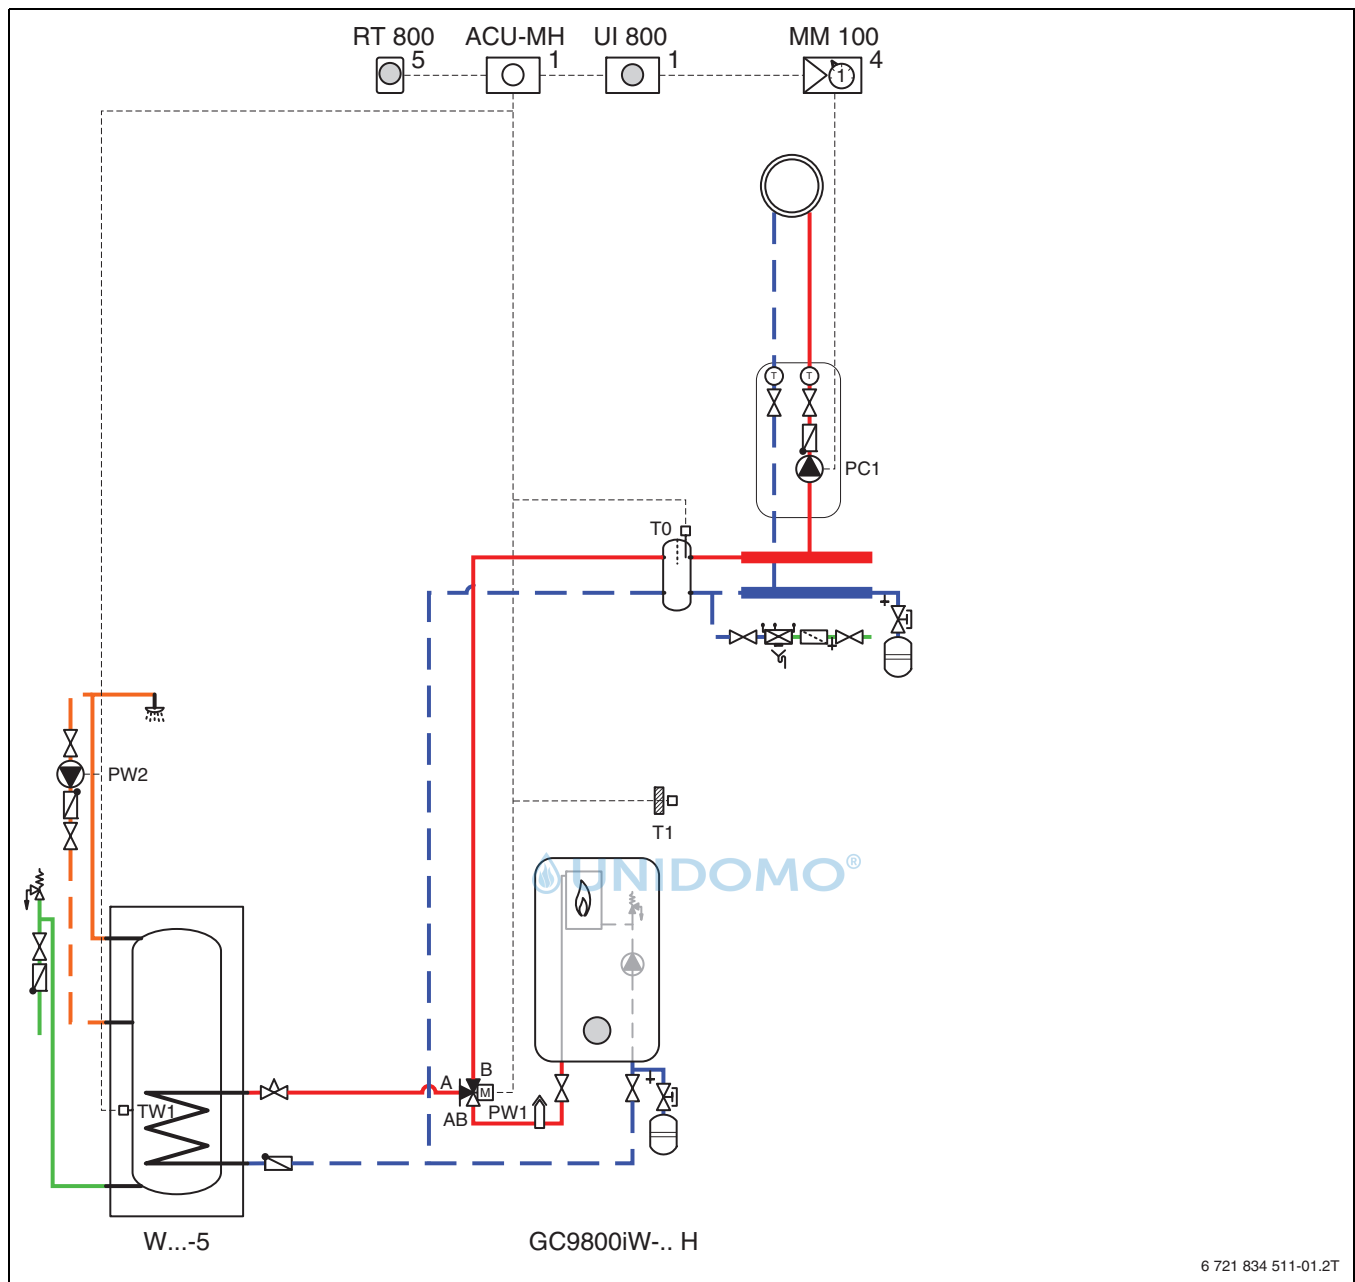 RT 800 ACU-MH UI 800 MM 100
5 1 1 4
1
T T
PC1
T0
PW2
T1
UNIDOMO®
B
A M
TW1 AB PW1
W...-5 GC9800iW-.. H
6 721 834 511-01.2T